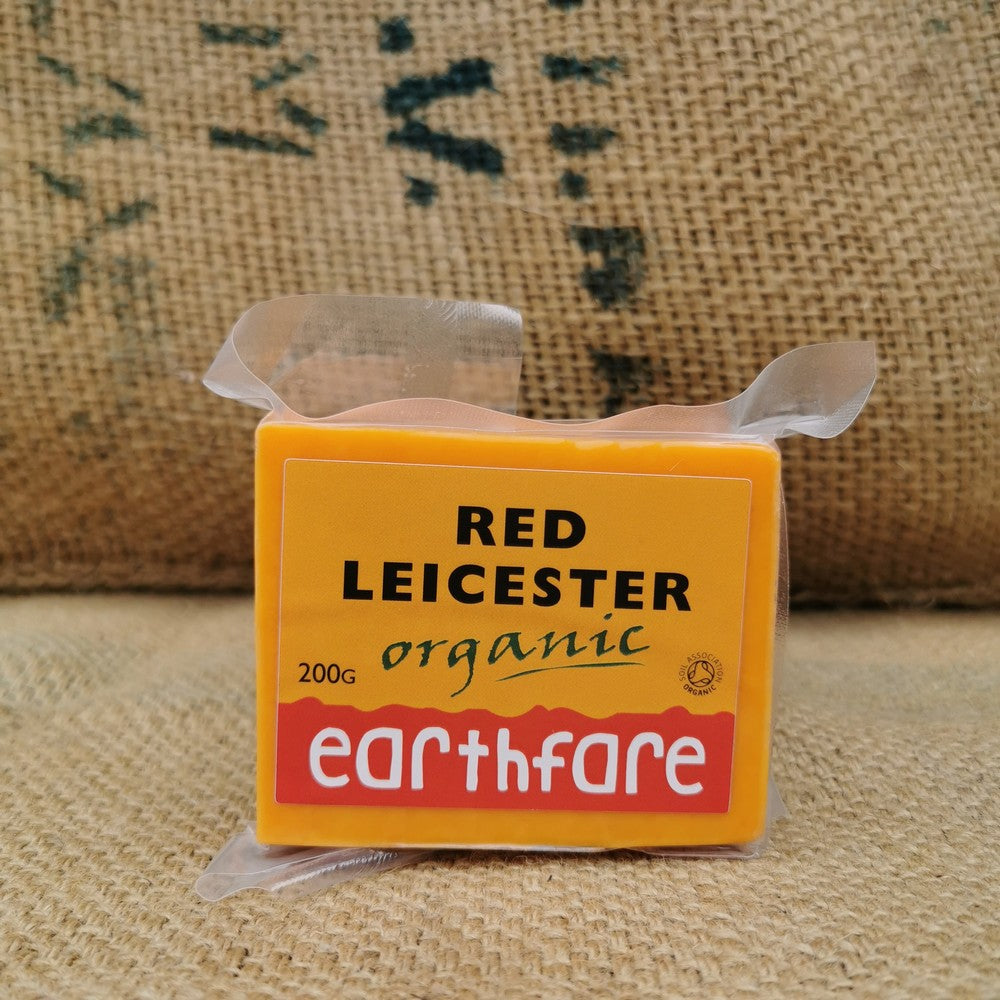 RED
LEICESTER
organic
200G
SOIL ASSOCIATION
ORGANIC
earthfare